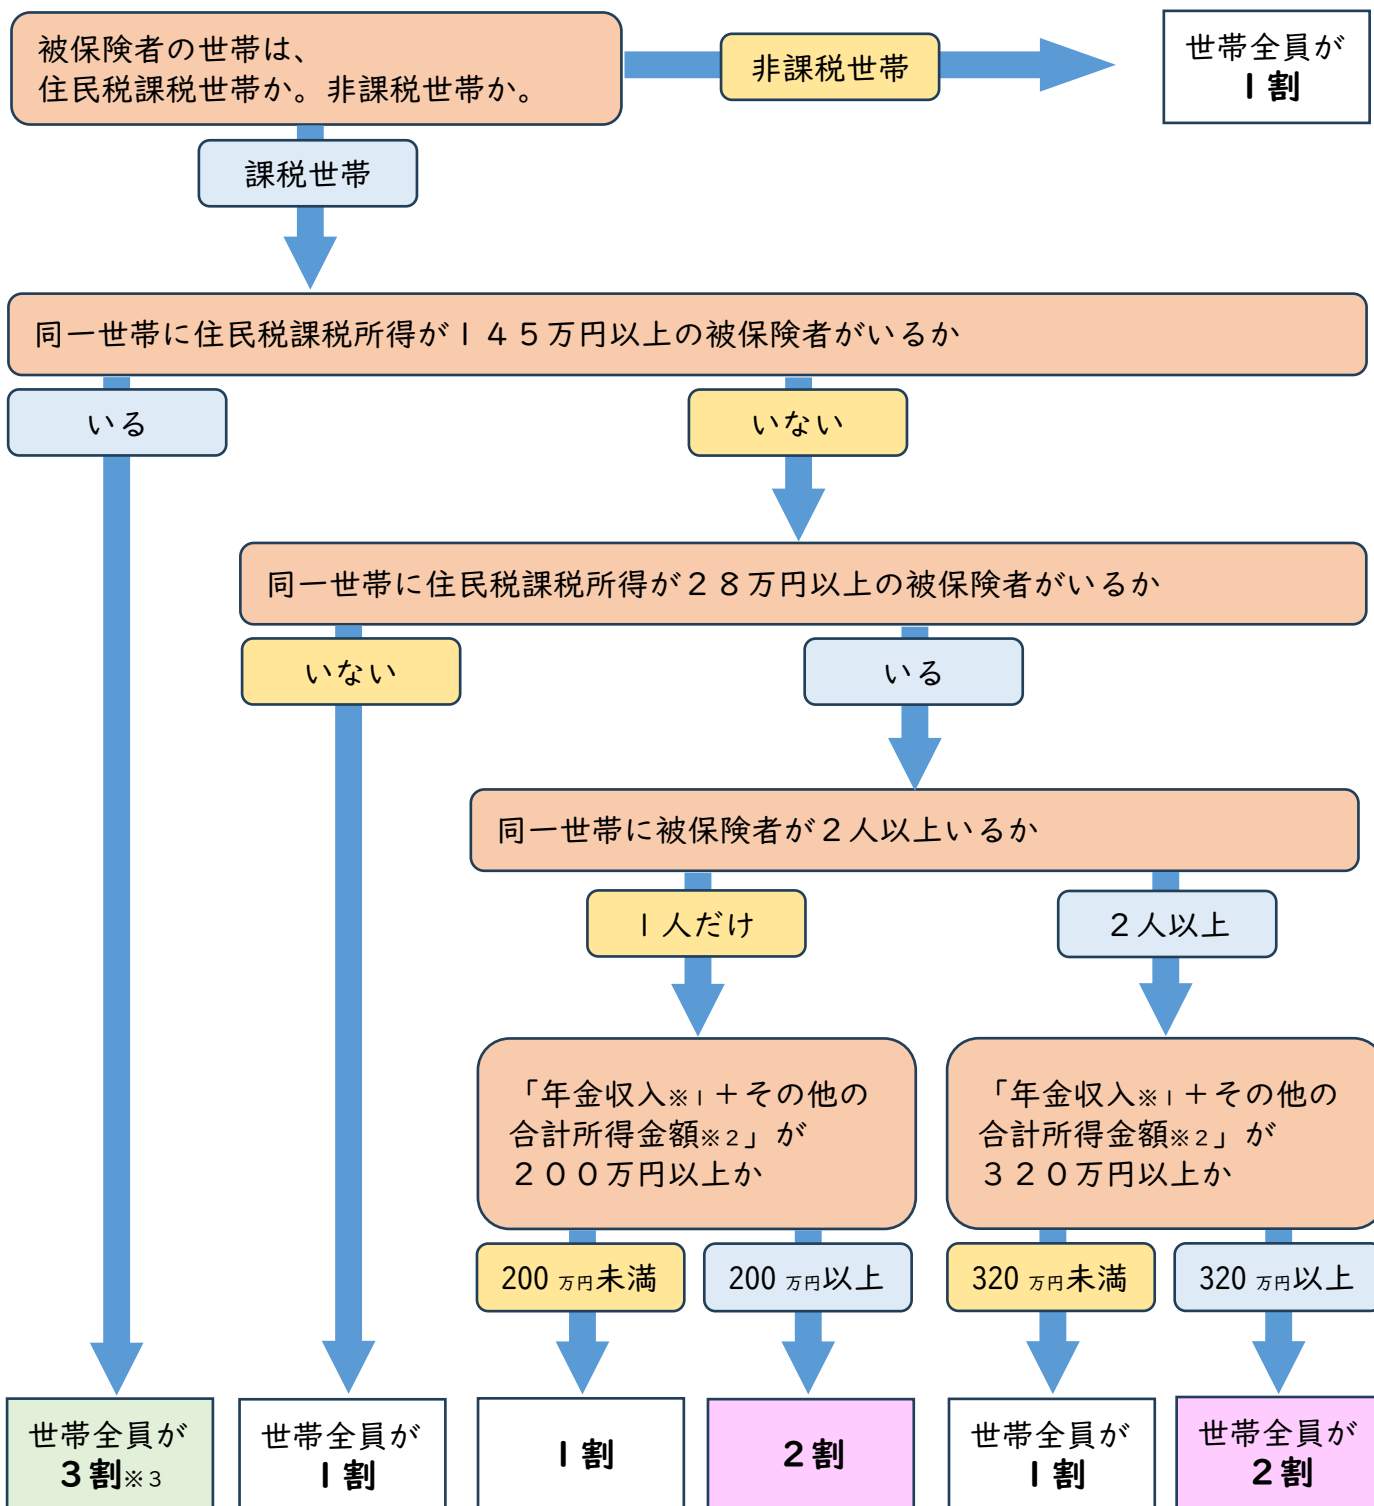 被保険者の世帯は、
住民税課税世帯か。非課税世帯か。
非課税世帯
世帯全員が
1割
課税世帯
同一世帯に住民税課税所得が145万円以上の被保険者がいるか
いる
いない
同一世帯に住民税課税所得が28万円以上の被保険者がいるか
いない
いる
同一世帯に被保険者が2人以上いるか
1人だけ
2人以上
「年金収入※1+その他の
合計所得金額※2」が
200万円以上か
「年金収入※1+その他の
合計所得金額※2」が
320万円以上か
200万円未満
200万円以上
320万円未満
320万円以上
世帯全員が
3割※3
世帯全員が
1割
1割
2割
世帯全員が
1割
世帯全員が
2割